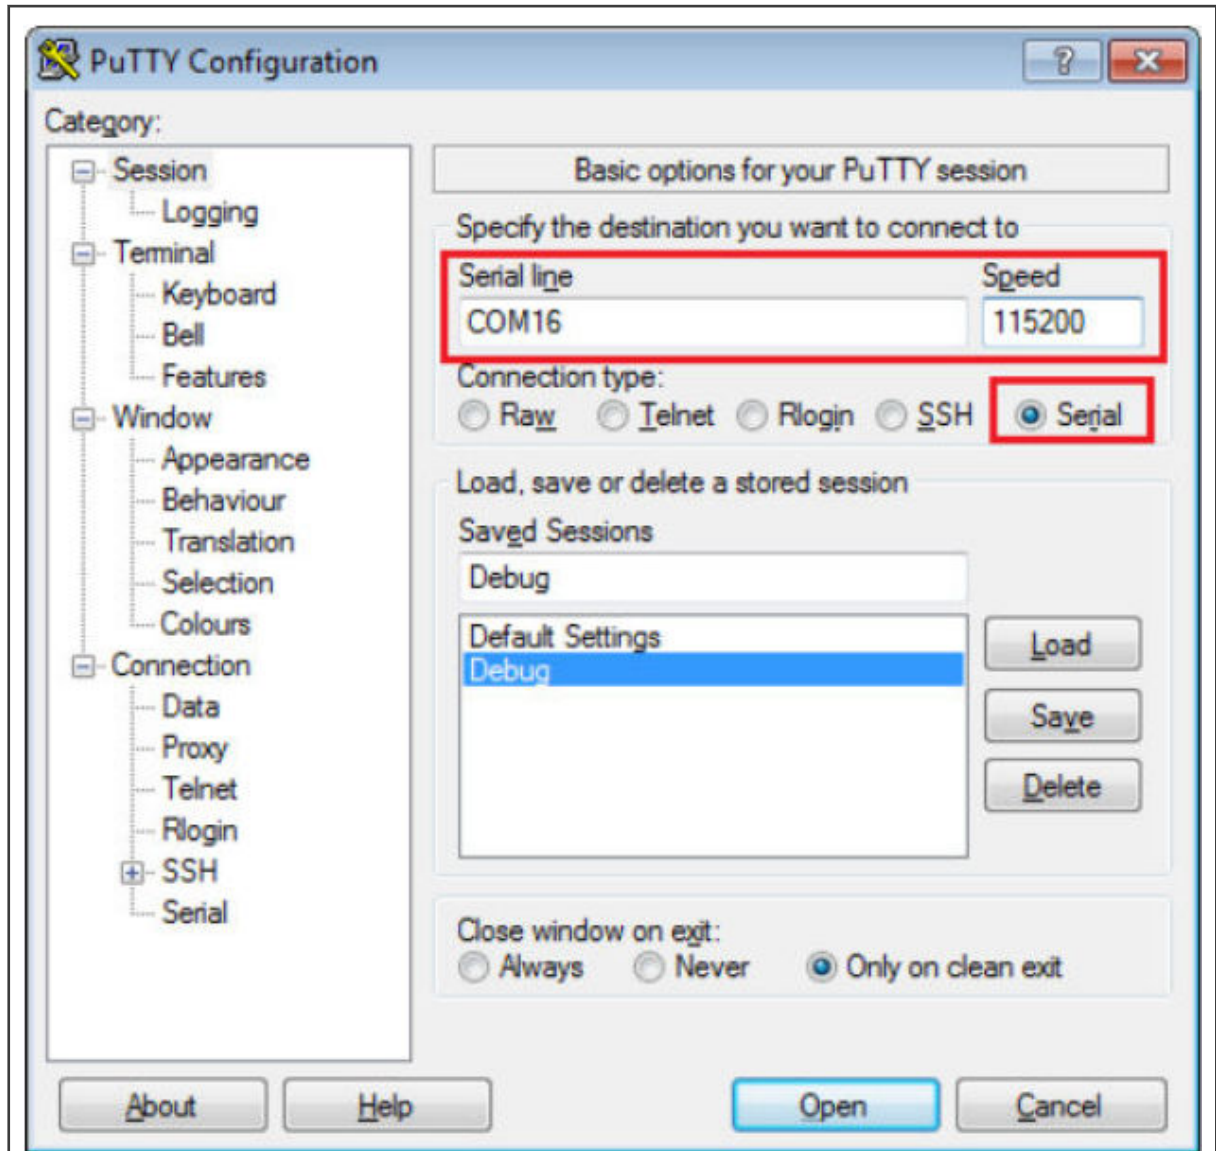 PuTTY Configuration
Category:
Session
Logging
Terminal
Keyboard
Bell
Features
Window
Appearance
Behaviour
Translation
Selection
Colours
Connection
Data
Proxy
Telnet
Rlogin
SSH
Serial
Basic options for your PuTTY session
Specify the destination you want to connect to
Serial line Speed
COM16 115200
Connection type:
Raw Telnet Rlogin SSH Serial
Load, save or delete a stored session
Saved Sessions
Debug
Default Settings
Debug
Load
Save
Delete
Close window on exit:
Always Never Only on clean exit
About Help Open Cancel